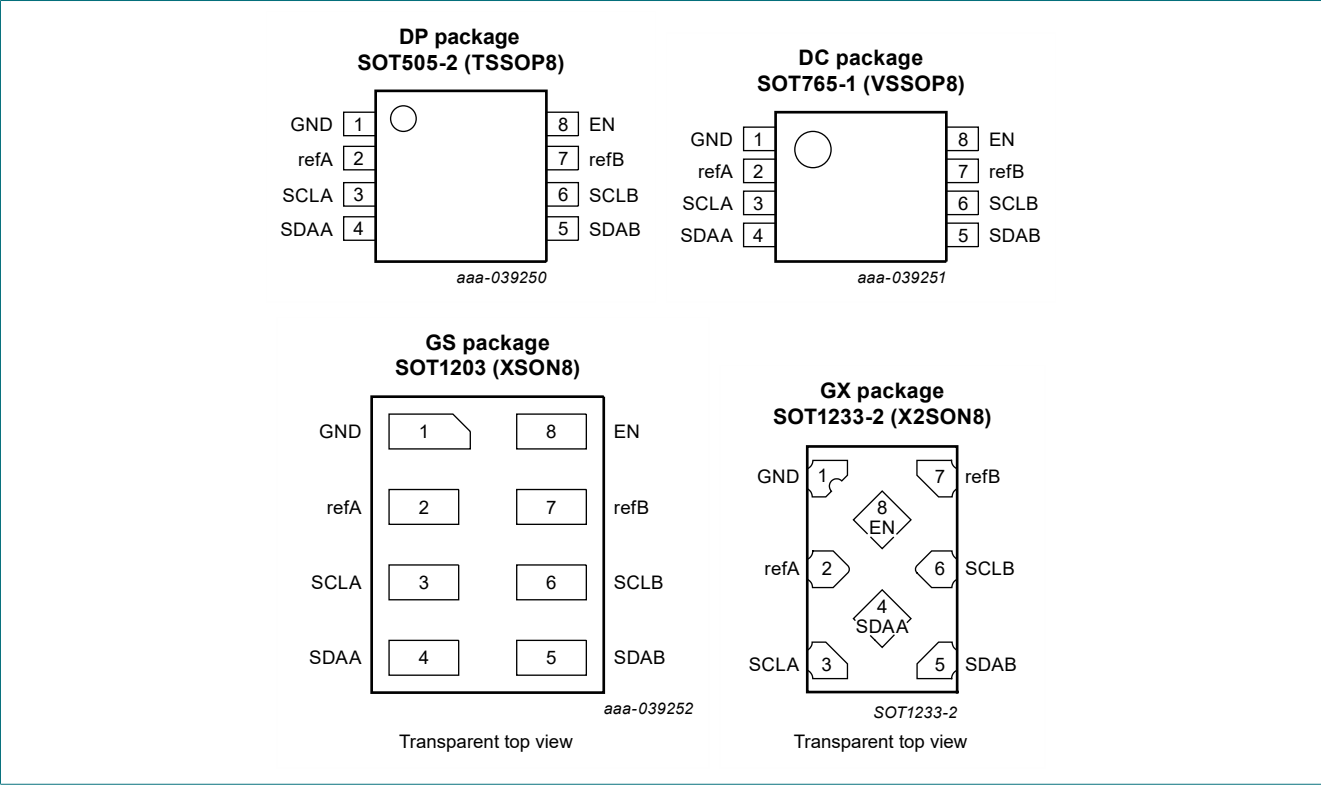 DP package
SOT505-2 (TSSOP8)
GND 1 8 EN
refA 2 7 refB
SCLA 3 6 SCLB
SDAA 4 5 SDAB
aaa-039250
DC package
SOT765-1 (VSSOP8)
GND 1 8 EN
refA 2 7 refB
SCLA 3 6 SCLB
SDAA 4 5 SDAB
aaa-039251
GS package
SOT1203 (XSON8)
GND 1 8 EN
refA 2 7 refB
SCLA 3 6 SCLB
SDAA 4 5 SDAB
aaa-039252
Transparent top view
GX package
SOT1233-2 (X2SON8)
GND 1 7 refB
8
EN
refA 2 6 SCLB
4
SDAA
SCLA 3 5 SDAB
SOT1233-2
Transparent top view